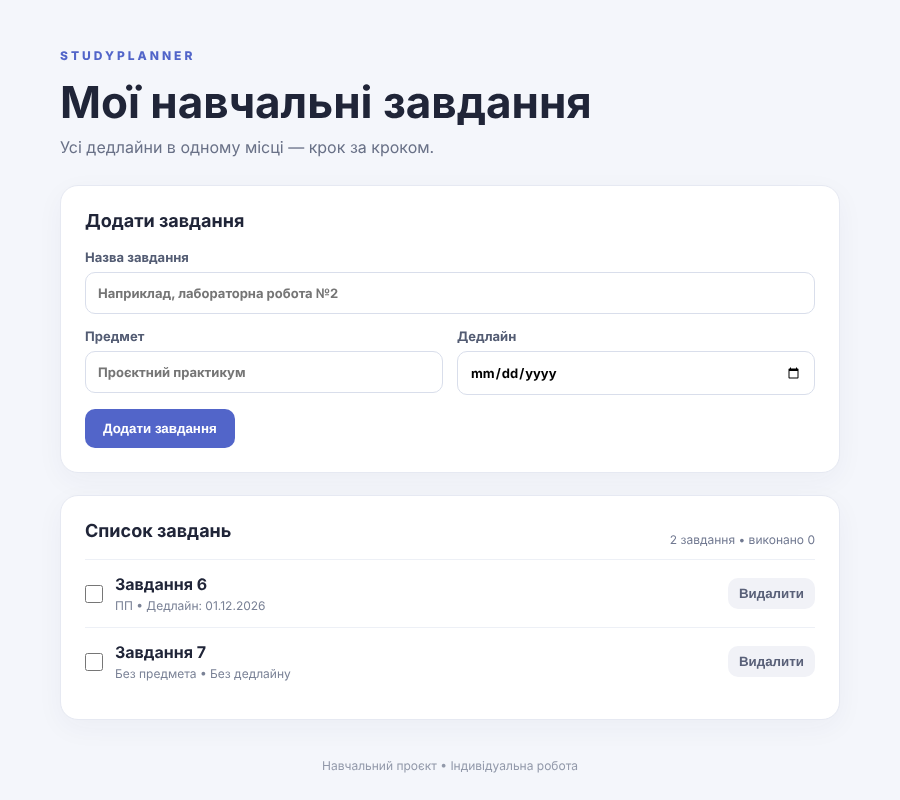 STUDYPLANNER
Мої навчальні завдання
Усі дедлайни в одному місці — крок за кроком.
Додати завдання
Назва завдання
Наприклад, лабораторна робота №2
Предмет
Дедлайн
Проєктний практикум
mm/dd/yyyy
Додати завдання
Список завдань
2 завдання • виконано 0
Завдання 6
ПП • Дедлайн: 01.12.2026
Видалити
Завдання 7
Без предмета • Без дедлайну
Видалити
Навчальний проєкт • Індивідуальна робота